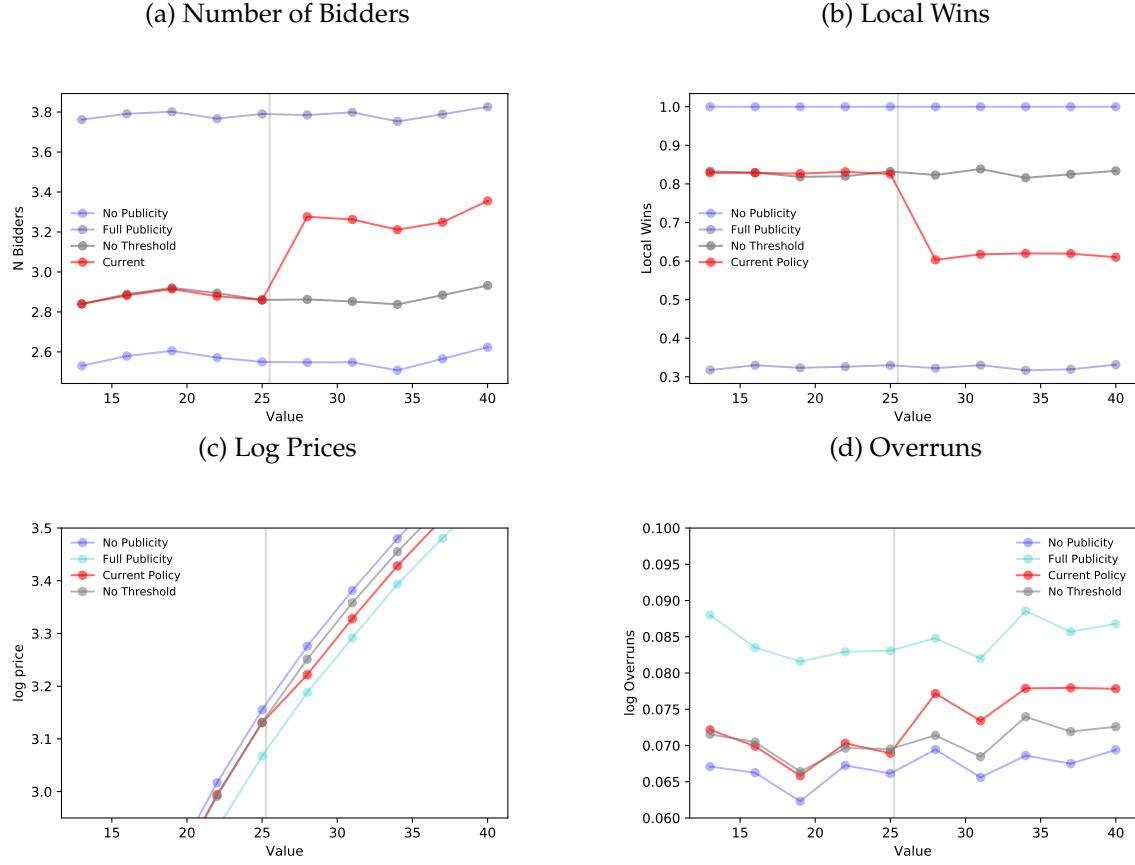 (a) Number of Bidders
3.8
3.6
3.4
3.2
3.0
2.8
2.6
N Bidders
No Publicity
Full Publicity
No Threshold
Current
15 20 25 30 35 40
Value
(b) Local Wins
1.0
0.9
0.8
0.7
0.6
0.5
0.4
0.3
Local Wins
No Publicity
Full Publicity
No Threshold
Current Policy
15 20 25 30 35 40
Value
(c) Log Prices
3.5
3.4
3.3
3.2
3.1
3.0
log price
No Publicity
Full Publicity
Current Policy
No Threshold
15 20 25 30 35 40
Value
(d) Overruns
0.100
0.095
0.090
0.085
0.080
0.075
0.070
0.065
0.060
log Overruns
No Publicity
Full Publicity
Current Policy
No Threshold
15 20 25 30 35 40
Value